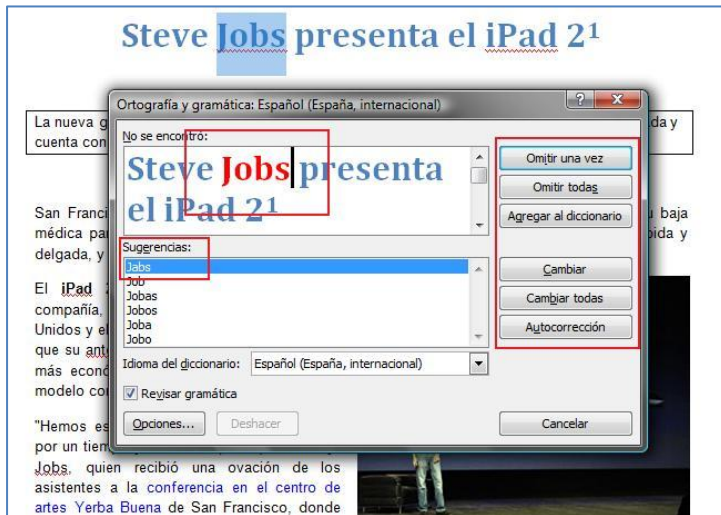 Steve Jobs presenta el iPad 2¹
Ortografía y gramática: Español (España, internacional)
La nueva g
da y
cuenta con
No se encontró:
Steve Jobs presenta
el iPad 2¹
Omitir una vez
Omitir todas
Agregar al diccionario
San Franci
u baja
médica pa
pida y
delgada, y
Sugerencias:
Jabs
Job
Jobas
Jobos
Joba
Jobo
Cambiar
Cambiar todas
Autocorrección
El iPad
compañía,
Unidos y el
que su ant
más econó
modelo co
Idioma del diccionario: Español (España, internacional)
Revisar gramática
Opciones... Deshacer Cancelar
"Hemos es
por un tiem
Jobs, quien recibió una ovación de los
asistentes a la conferencia en el centro de
artes Yerba Buena de San Francisco, donde